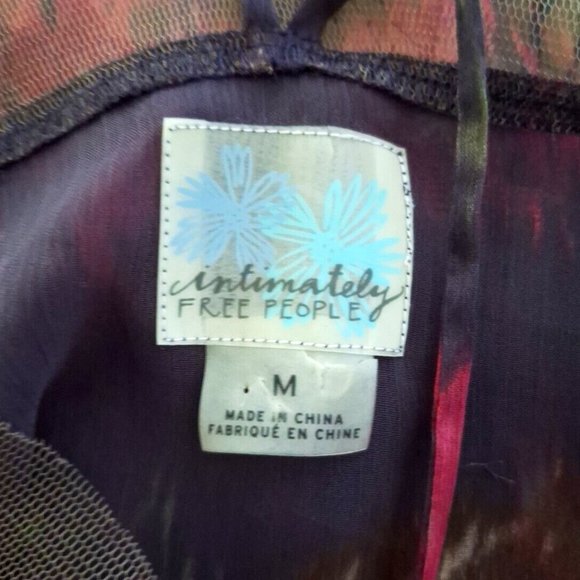 intimately
FREE PEOPLE
M
MADE IN CHINA
FABRIQUÉ EN CHINE